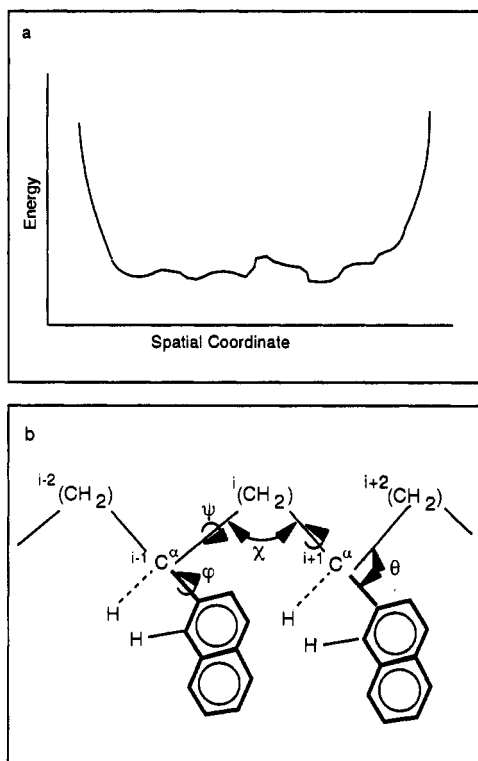 a
Energy
Spatial Coordinate
b
i-2 (CH2) i (CH2) i+2 (CH2)
ψ
χ
i-1 Cα i+1 Cα θ
φ
H H
H H